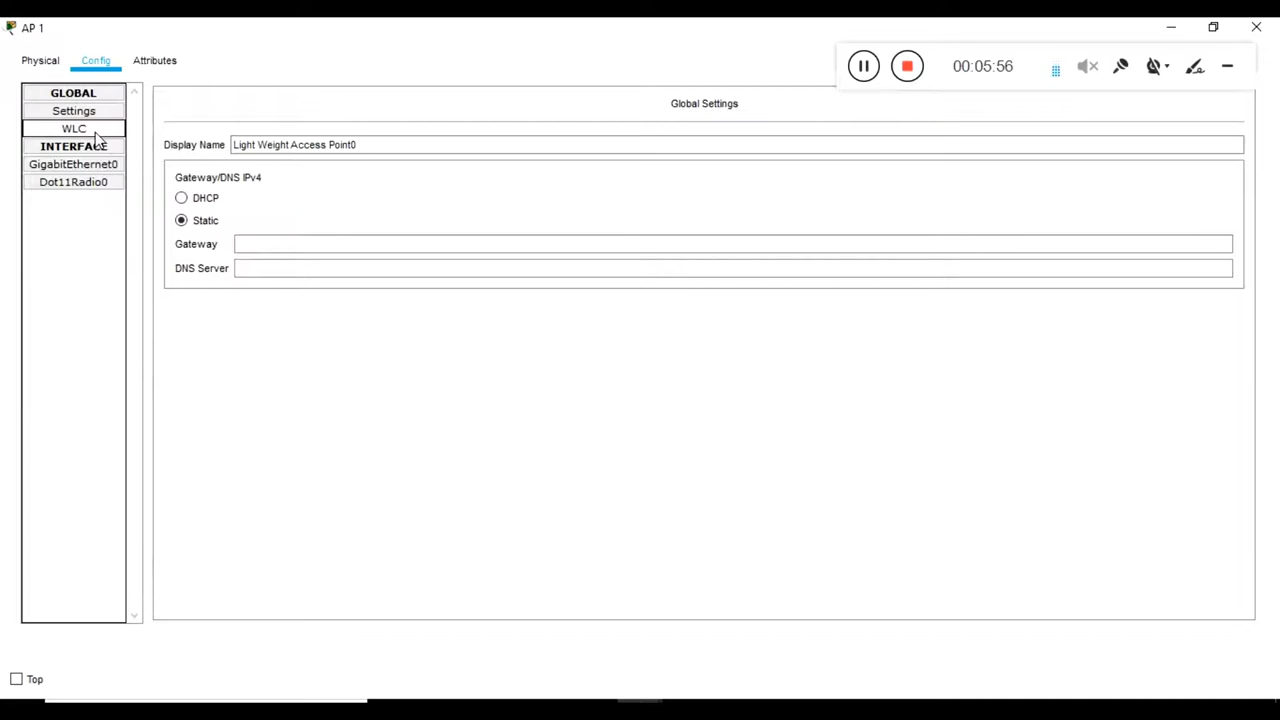 AP 1
Physical Config Attributes
00:05:56
GLOBAL
Settings
WLC
INTERFACE
GigabitEthernet0
Dot11Radio0
Global Settings
Display Name Light Weight Access Point0
Gateway/DNS IPv4
DHCP
Static
Gateway
DNS Server
Top